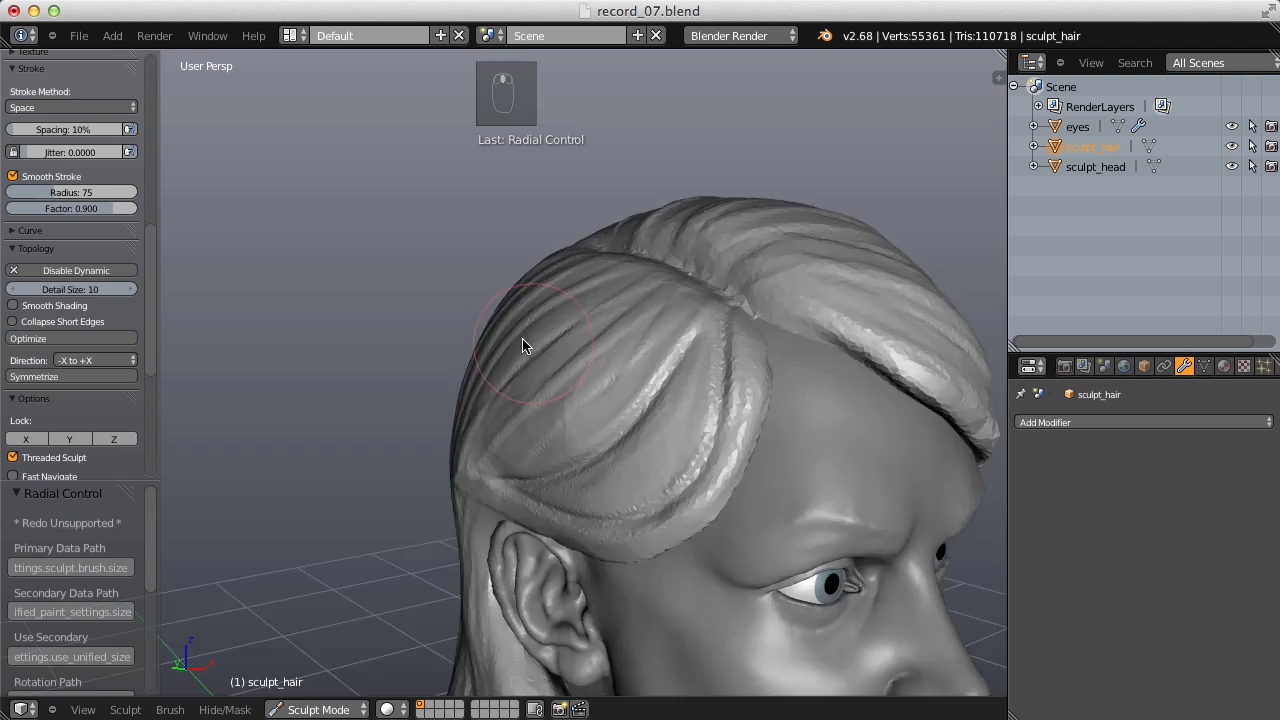 record_07.blend
File Add Render Window Help Default Scene Blender Render v2.68 | Verts:55361 | Tris:110718 | sculpt_hair
Texture
Stroke
Stroke Method:
Space
Spacing: 10%
Jitter: 0.0000
Smooth Stroke
Radius: 75
Factor: 0.900
Curve
Topology
Disable Dynamic
Detail Size: 10
Smooth Shading
Collapse Short Edges
Optimize
Direction: -X to +X
Symmetrize
Options
Lock:
X Y Z
Threaded Sculpt
Fast Navigate
Radial Control
* Redo Unsupported *
Primary Data Path
ttings.sculpt.brush.size
Secondary Data Path
ified_paint_settings.size
Use Secondary
ettings.use_unified_size
Rotation Path
User Persp
Last: Radial Control
z
y x
(1) sculpt_hair
View Sculpt Brush Hide/Mask Sculpt Mode
View Search All Scenes
Scene
RenderLayers
eyes
sculpt_hair
sculpt_head
sculpt_hair
Add Modifier